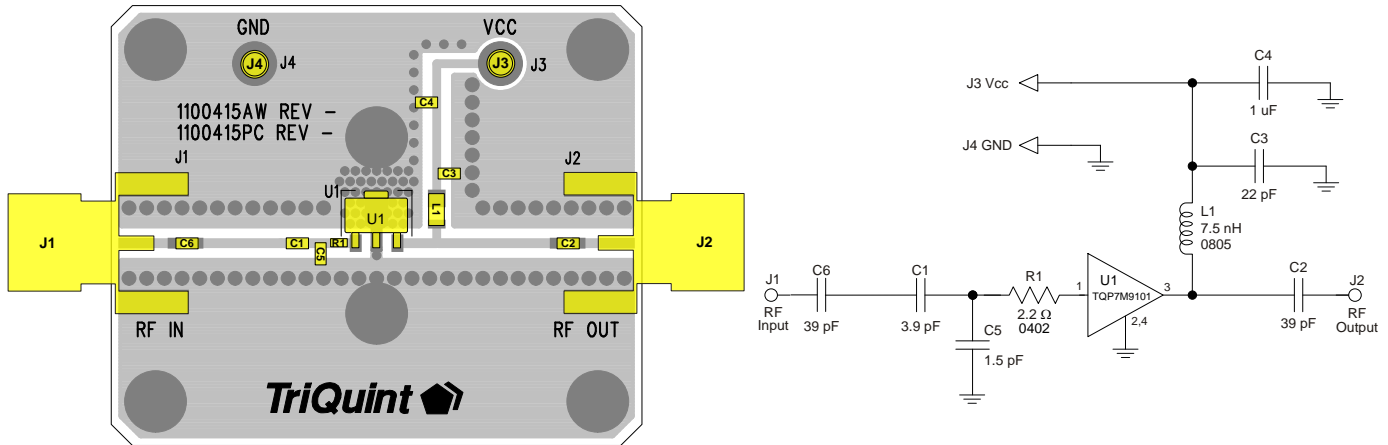 GND
VCC
J4
J4
J3
J3
C4
1100415AW REV -
1100415PC REV -
J1
J2
C3
U1
L1
U1
J1
J2
C6
C1
R1
C5
C2
RF IN
RF OUT
TriQuint
C4
J3 Vcc
1 uF
J4 GND
C3
22 pF
L1
7.5 nH
0805
J1
RF
Input
C6
39 pF
C1
3.9 pF
R1
2.2 Ω
0402
C5
1.5 pF
1
U1
TQP7M9101
3
2,4
C2
39 pF
J2
RF
Output